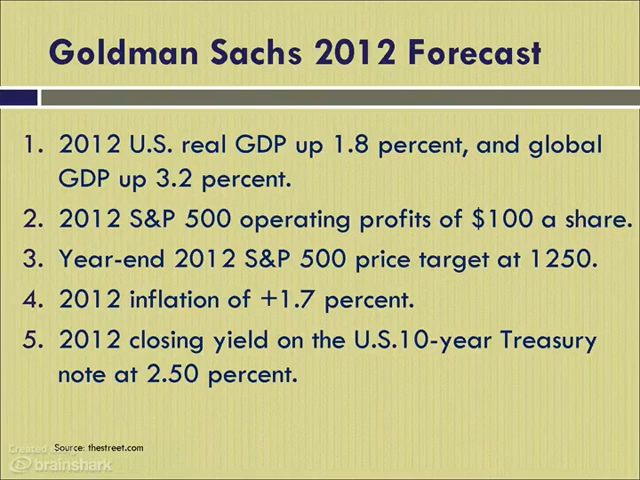 Goldman Sachs 2012 Forecast
1. 2012 U.S. real GDP up 1.8 percent, and global
GDP up 3.2 percent.
2. 2012 S&P 500 operating profits of $100 a share.
3. Year-end 2012 S&P 500 price target at 1250.
4. 2012 inflation of +1.7 percent.
5. 2012 closing yield on the U.S.10-year Treasury
note at 2.50 percent.
Source: thestreet.com
Created
brainshark